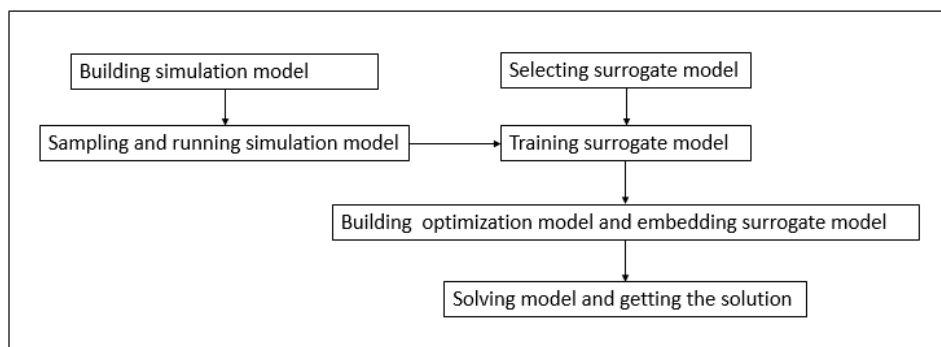 Building simulation model
Selecting surrogate model
Sampling and running simulation model
Training surrogate model
Building optimization model and embedding surrogate model
Solving model and getting the solution